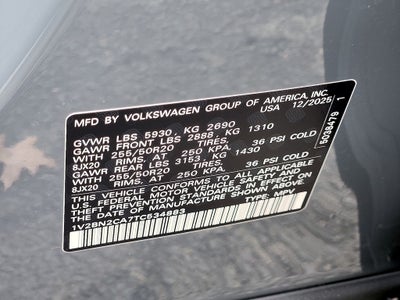 MFD BY VOLKSWAGEN GROUP OF AMERICA, INC.
USA 12/2025
GVWR LBS 5930, KG 2690
GAWR FRONT LBS 2888, KG 1310
WITH 255/50R20 36 PSI COLD
8JX20 RIMS, AT 250 KPA.
GAWR REAR LBS 3153, KG 1430
WITH 255/50R20 36 PSI COLD
8JX20 RIMS, AT 250 KPA.
THIS VEHICLE CONFORMS TO ALL APPLICABLE
FEDERAL MOTOR VEHICLE SAFETY, BUMPER, AND
THEFT PREVENTION STANDARDS IN EFFECT ON
THE DATE OF MANUFACTURE SHOWN ABOVE.
1V2BN2CA7TC534883 TYPE: MPV
5038479 1